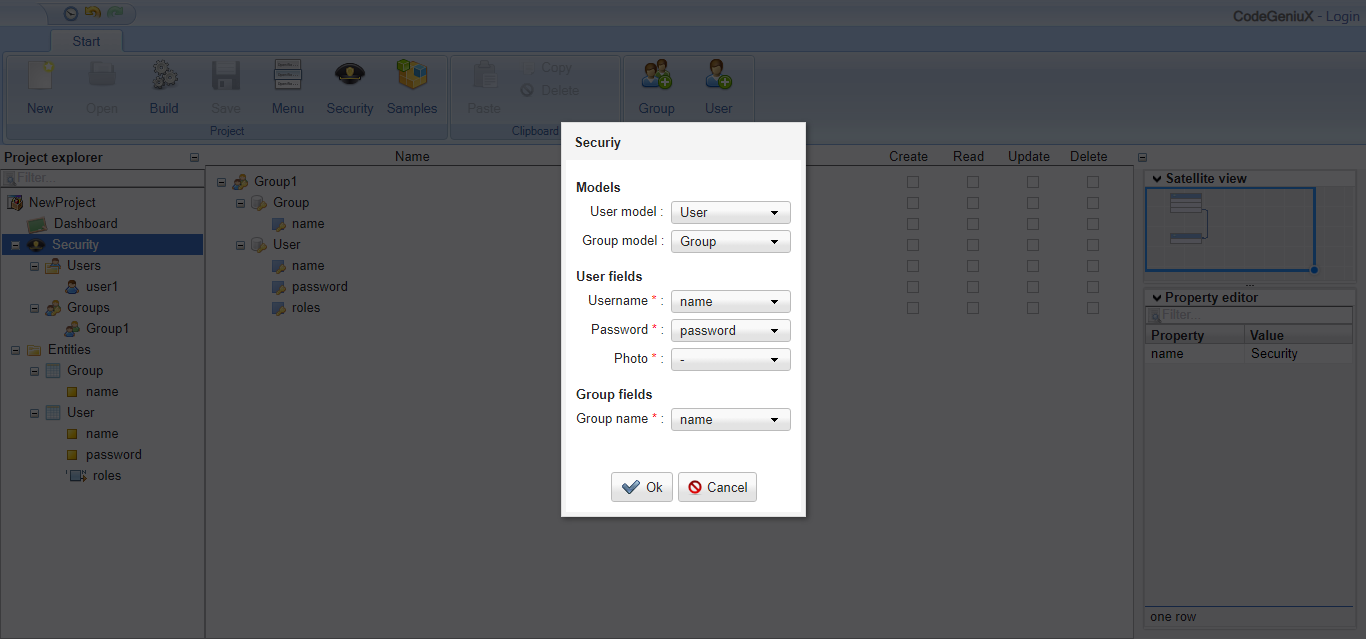 CodeGeniuX - Login
Start
New
Open
Build
Save
Menu
Security
Samples
Project
Paste
Copy
Delete
Clipboard
Group
User
Project explorer
Filter...
NewProject
Dashboard
Security
Users
user1
Groups
Group1
Entities
Group
name
User
name
password
roles
Name
Create
Read
Update
Delete
Group1
Group
name
User
name
password
roles
Securiy
Models
User model :
User
Group model :
Group
User fields
Username * :
name
Password * :
password
Photo * :
-
Group fields
Group name * :
name
Ok
Cancel
Satellite view
Property editor
Filter...
Property
Value
name
Security
one row